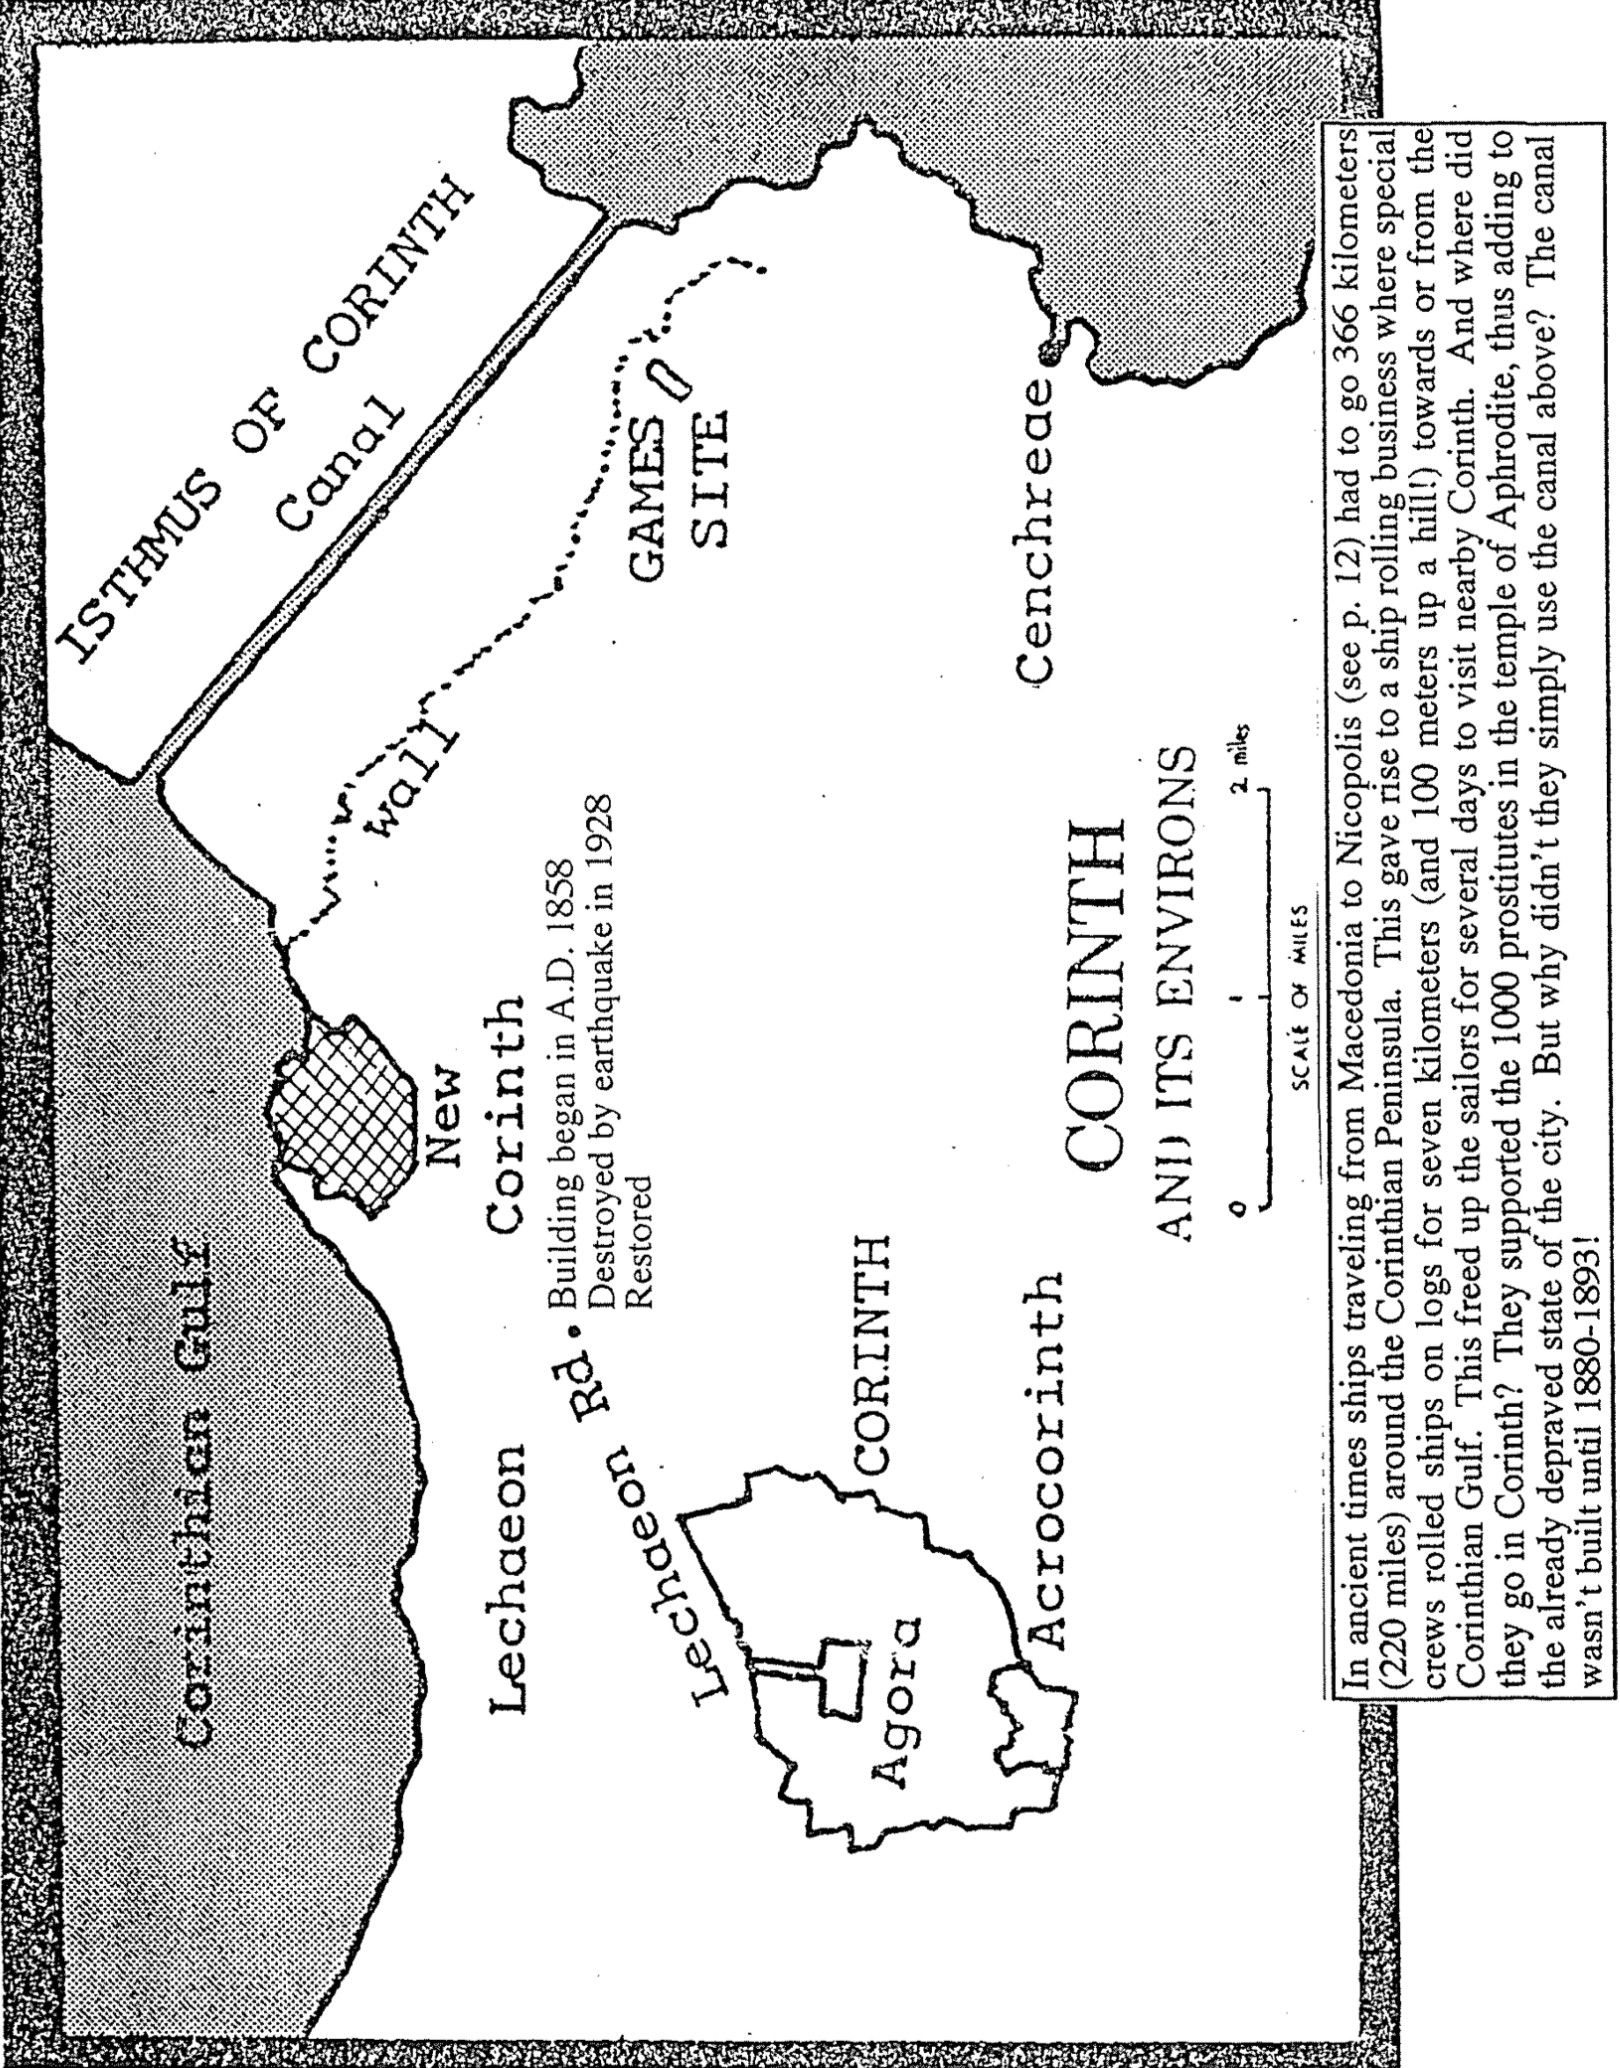 ISTHMUS OF CORINTH
Canal
Corinthian Gulf
wall
GAMES
SITE
New
Corinth
• Building began in A.D. 1858
Destroyed by earthquake in 1928
Restored
Lechaeon
Lechaeon Rd.
CORINTH
Agora
Acrocorinth
Cenchreae
CORINTH
AND ITS ENVIRONS
0 1 2 miles
SCALE OF MILES
In ancient times ships traveling from Macedonia to Nicopolis (see p. 12) had to go 366 kilometers
(220 miles) around the Corinthian Peninsula. This gave rise to a ship rolling business where special
crews rolled ships on logs for seven kilometers (and 100 meters up a hill!) towards or from the
Corinthian Gulf. This freed up the sailors for several days to visit nearby Corinth. And where did
they go in Corinth? They supported the 1000 prostitutes in the temple of Aphrodite, thus adding to
the already depraved state of the city. But why didn't they simply use the canal above? The canal
wasn't built until 1880-1893!